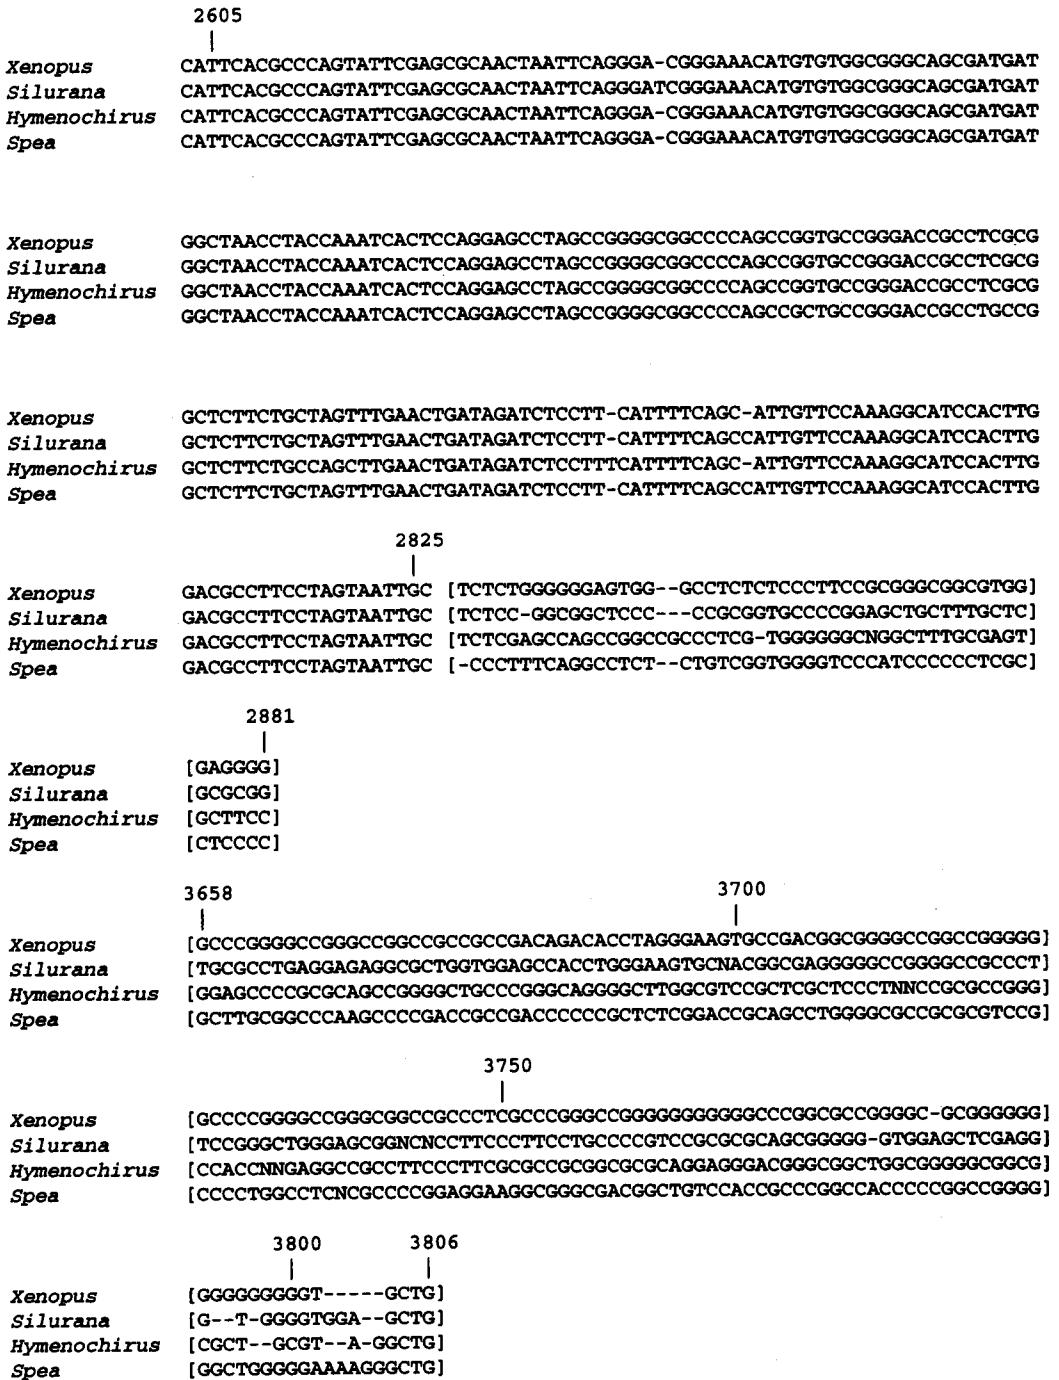 2605
Xenopus CATTCACGCCCAGTATTCGAGCGCAACTAATTCAGGGA-CGGGAAACATGTGTGGCGGGCAGCGATGAT
Silurana CATTCACGCCCAGTATTCGAGCGCAACTAATTCAGGGATCGGGAAACATGTGTGGCGGGCAGCGATGAT
Hymenochirus CATTCACGCCCAGTATTCGAGCGCAACTAATTCAGGGA-CGGGAAACATGTGTGGCGGGCAGCGATGAT
Spea CATTCACGCCCAGTATTCGAGCGCAACTAATTCAGGGA-CGGGAAACATGTGTGGCGGGCAGCGATGAT
Xenopus GGCTAACCTACCAAATCACTCCAGGAGCCTAGCCGGGGCGGCCCCAGCCGGTGCCGGGACCGCCTCGCG
Silurana GGCTAACCTACCAAATCACTCCAGGAGCCTAGCCGGGGCGGCCCCAGCCGGTGCCGGGACCGCCTCGCG
Hymenochirus GGCTAACCTACCAAATCACTCCAGGAGCCTAGCCGGGGCGGCCCCAGCCGGTGCCGGGACCGCCTCGCG
Spea GGCTAACCTACCAAATCACTCCAGGAGCCTAGCCGGGGCGGCCCCAGCCGCTGCCGGGACCGCCTGCCG
Xenopus GCTCTTCTGCTAGTTTGAACTGATAGATCTCCTT-CATTTTCAGC-ATTGTTCCAAAGGCATCCACTTG
Silurana GCTCTTCTGCTAGTTTGAACTGATAGATCTCCTT-CATTTTCAGCCATTGTTCCAAAGGCATCCACTTG
Hymenochirus GCTCTTCTGCCAGCTTGAACTGATAGATCTCCTTTCATTTTCAGC-ATTGTTCCAAAGGCATCCACTTG
Spea GCTCTTCTGCTAGTTTGAACTGATAGATCTCCTT-CATTTTCAGCCATTGTTCCAAAGGCATCCACTTG
2825
Xenopus GACGCCTTCCTAGTAATTGC [TCTCTGGGGGGAGTGG--GCCTCTCTCCCTTCCGCGGGCGGCGTGG]
Silurana GACGCCTTCCTAGTAATTGC [TCTCC-GGCGGCTCCC---CCGCGGTGCCCCGGAGCTGCTTTGCTC]
Hymenochirus GACGCCTTCCTAGTAATTGC [TCTCGAGCCAGCCGGCCGCCCTCG-TGGGGGGCNGGCTTTGCGAGT]
Spea GACGCCTTCCTAGTAATTGC [-CCCTTTCAGGCCTCT--CTGTCGGTGGGGTCCCATCCCCCCTCGC]
2881
Xenopus [GAGGGG]
Silurana [GCGCGG]
Hymenochirus [GCTTCC]
Spea [CTCCCC]
3658 3700
Xenopus [GCCCGGGGCCGGGCCGGCCGCCGCCGACAGACACCTAGGGAAGTGCCGACGGCGGGGCCGGCCGGGGG]
Silurana [TGCGCCTGAGGAGAGGCGCTGGTGGAGCCACCTGGGAAGTGCNACGGCGAGGGGGCCGGGGCCGCCCT]
Hymenochirus [GGAGCCCCGCGCAGCCGGGGCTGCCCGGGCAGGGGCTTGGCGTCCGCTCGCTCCCTNNCCGCGCCGGG]
Spea [GCTTGCGGCCCAAGCCCCGACCGCCGACCCCCCGCTCTCGGACCGCAGCCTGGGGCGCCGCGCGTCCG]
3750
Xenopus [GCCCCGGGGCCGGGCGGCCGCCCTCGCCCGGGCCGGGGGGGGGGGGCCCGGCGCCGGGGC-GCGGGGGG]
Silurana [TCCGGGCTGGGAGCGGNCNCCTTCCCTTCCTGCCCCGTCCGCGCGCAGCGGGGG-GTGGAGCTCGAGG]
Hymenochirus [CCACCNNGAGGCCGCCTTCCCTTCGCGCCGCGGCGCGCAGGAGGGACGGGCGGCTGGCGGGGGCGGCG]
Spea [CCCCTGGCCTCNCGCCCCGGAGGAAGGCGGGCGACGGCTGTCCACCGCCCGGCCACCCCCGGCCGGGG]
3800 3806
Xenopus [GGGGGGGGGT-----GCTG]
Silurana [G--T-GGGGTGGA--GCTG]
Hymenochirus [CGCT--GCGT--A-GGCTG]
Spea [GGCTGGGGGAAAAGGGCTG]